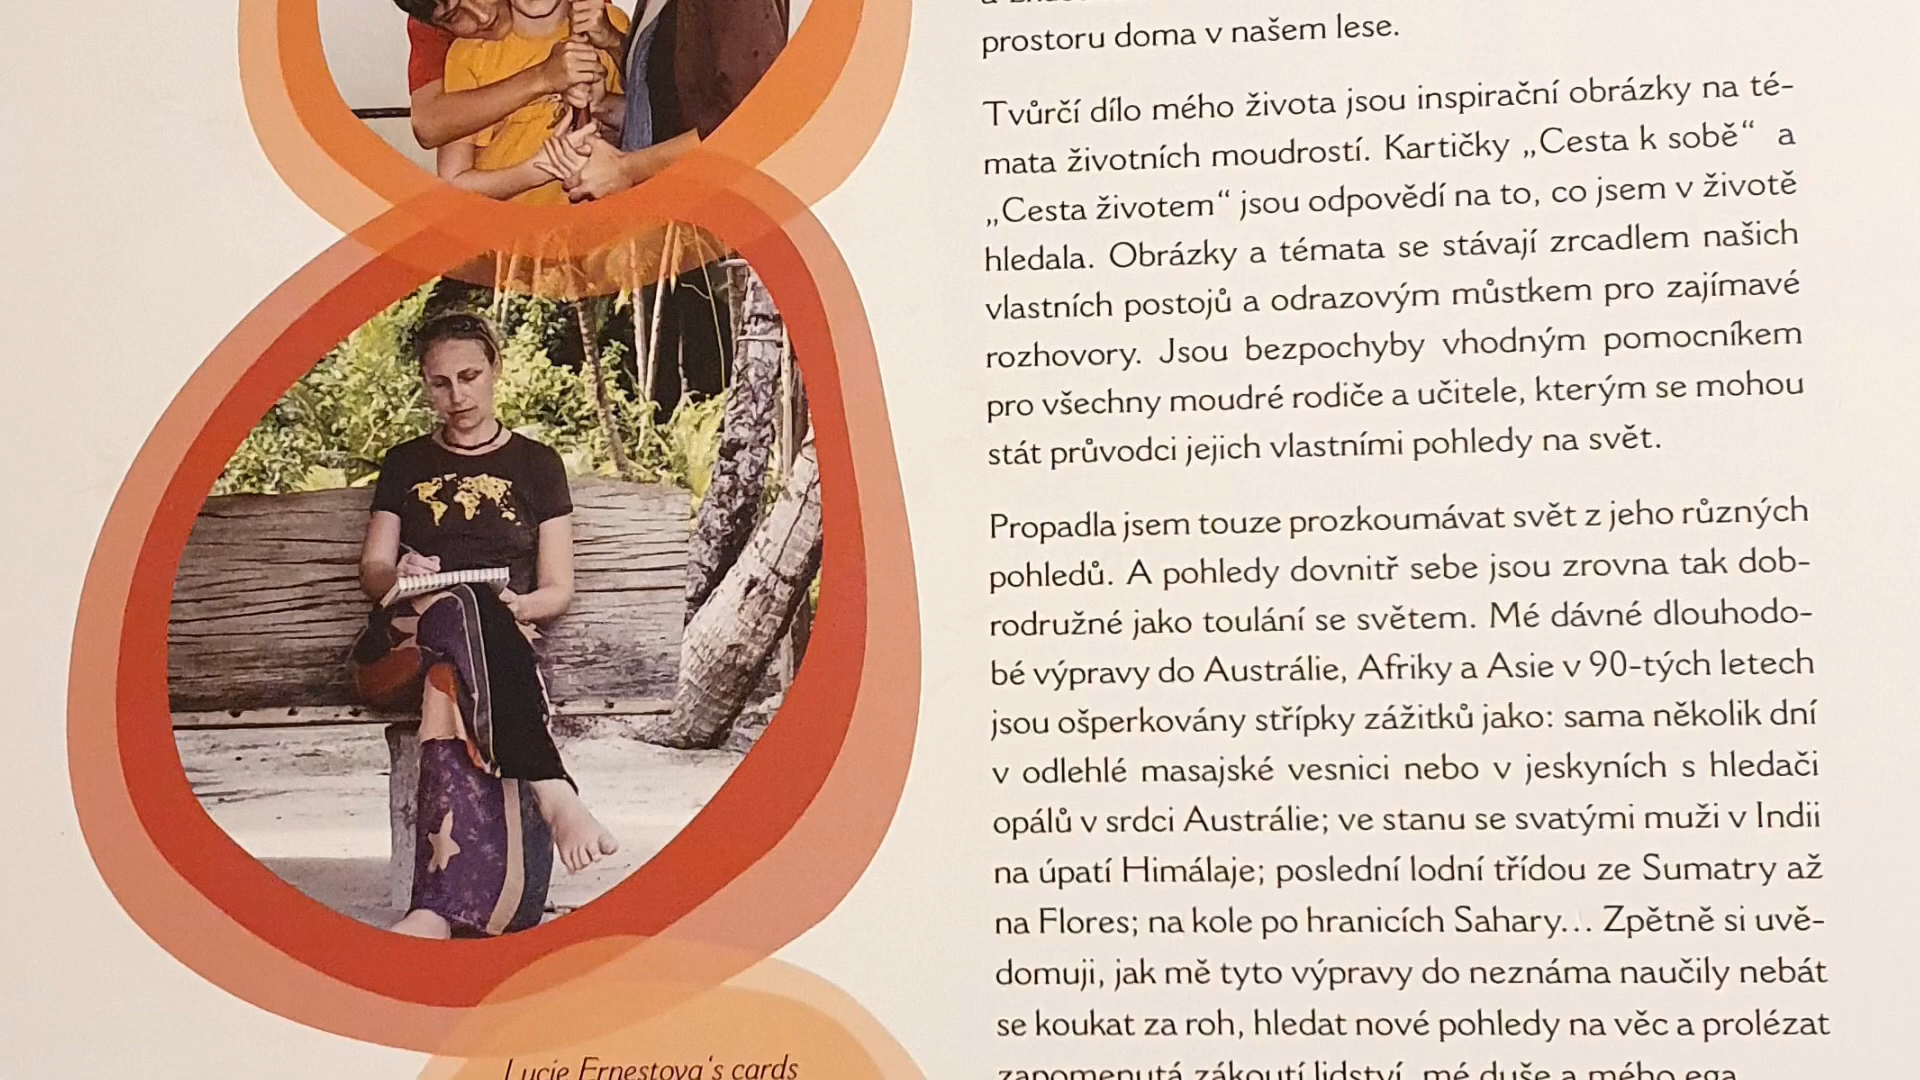 prostoru doma v našem lese.
Tvůrčí dílo mého života jsou inspirační obrázky na té-
mata životních moudrostí. Kartičky „Cesta k sobě“ a
„Cesta životem“ jsou odpovědí na to, co jsem v životě
hledala. Obrázky a témata se stávají zrcadlem našich
vlastních postojů a odrazovým můstkem pro zajímavé
rozhovory. Jsou bezpochyby vhodným pomocníkem
pro všechny moudré rodiče a učitele, kterým se mohou
stát průvodci jejich vlastními pohledy na svět.
Propadla jsem touze prozkoumávat svět z jeho různých
pohledů. A pohledy dovnitř sebe jsou zrovna tak dob-
rodružné jako toulání se světem. Mé dávné dlouhodo-
bé výpravy do Austrálie, Afriky a Asie v 90-tých letech
jsou ošperkovány střípky zážitků jako: sama několik dní
v odlehlé masajské vesnici nebo v jeskyních s hledači
opálů v srdci Austrálie; ve stanu se svatými muži v Indii
na úpatí Himálaje; poslední lodní třídou ze Sumatry až
na Flores; na kole po hranicích Sahary... Zpětně si uvě-
domuji, jak mě tyto výpravy do neznáma naučily nebát
se koukat za roh, hledat nové pohledy na věc a prolézat
zapomenutá zákoutí lidství, mé duše a mého ega
Lucie Ernestova's cards